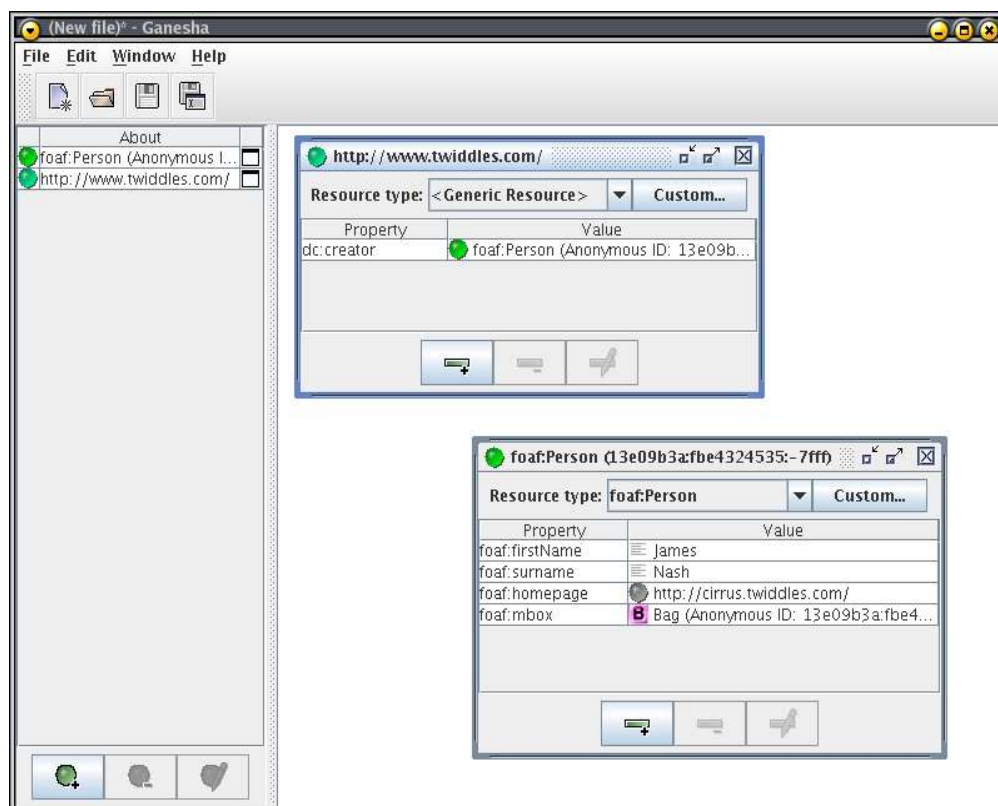 (New file)* - Ganesha
File Edit Window Help
About
foaf:Person (Anonymous I...
http://www.twiddles.com/
http://www.twiddles.com/
Resource type: <Generic Resource> Custom...
Property Value
dc:creator foaf:Person (Anonymous ID: 13e09b...
foaf:Person (13e09b3a:fbe4324535:-7fff)
Resource type: foaf:Person Custom...
Property Value
foaf:firstName James
foaf:surname Nash
foaf:homepage http://cirrus.twiddles.com/
foaf:mbox B Bag (Anonymous ID: 13e09b3a:fbe4...